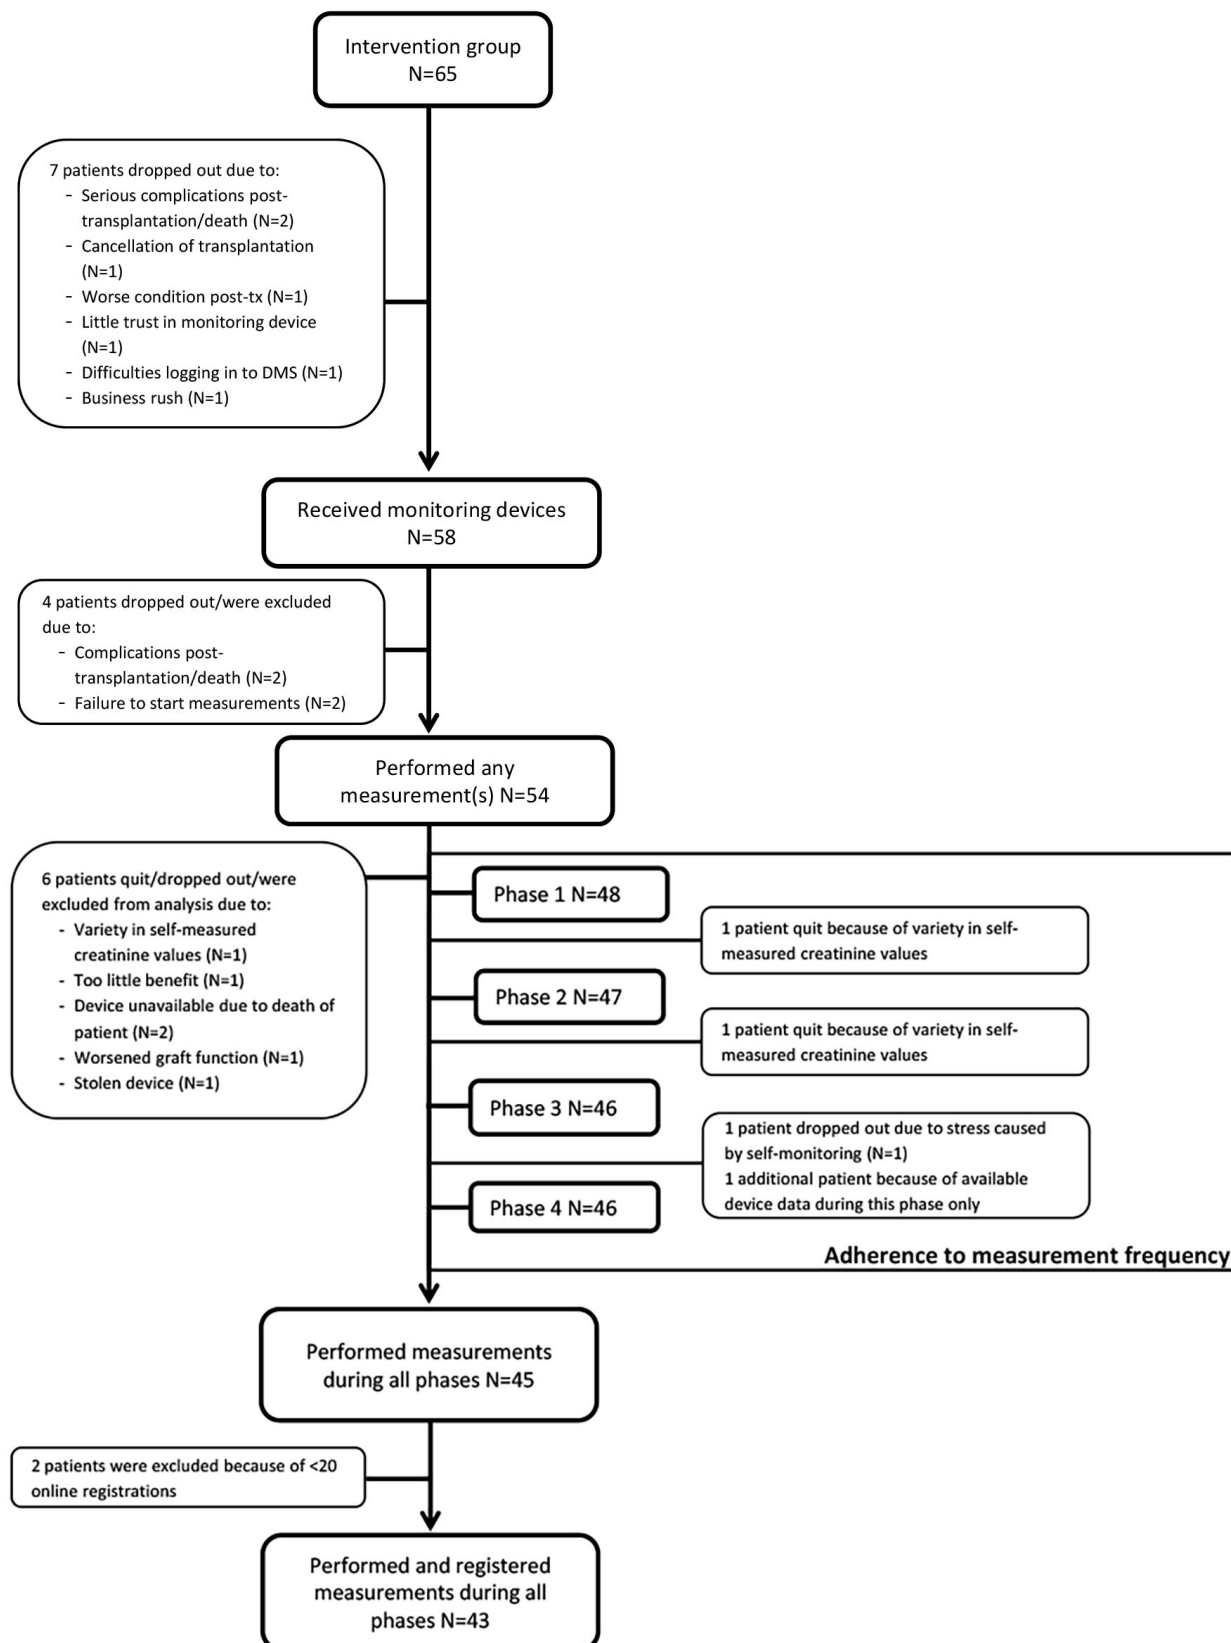 Intervention group
N=65
7 patients dropped out due to:
- Serious complications post-
transplantation/death (N=2)
- Cancellation of transplantation
(N=1)
- Worse condition post-tx (N=1)
- Little trust in monitoring device
(N=1)
- Difficulties logging in to DMS (N=1)
- Business rush (N=1)
Received monitoring devices
N=58
4 patients dropped out/were excluded
due to:
- Complications post-
transplantation/death (N=2)
- Failure to start measurements (N=2)
Performed any
measurement(s) N=54
6 patients quit/dropped out/were
excluded from analysis due to:
- Variety in self-measured
creatinine values (N=1)
- Too little benefit (N=1)
- Device unavailable due to death of
patient (N=2)
- Worsened graft function (N=1)
- Stolen device (N=1)
Phase 1 N=48
1 patient quit because of variety in self-
measured creatinine values
Phase 2 N=47
1 patient quit because of variety in self-
measured creatinine values
Phase 3 N=46
1 patient dropped out due to stress caused
by self-monitoring (N=1)
1 additional patient because of available
device data during this phase only
Phase 4 N=46
Adherence to measurement frequency
Performed measurements
during all phases N=45
2 patients were excluded because of <20
online registrations
Performed and registered
measurements during all
phases N=43